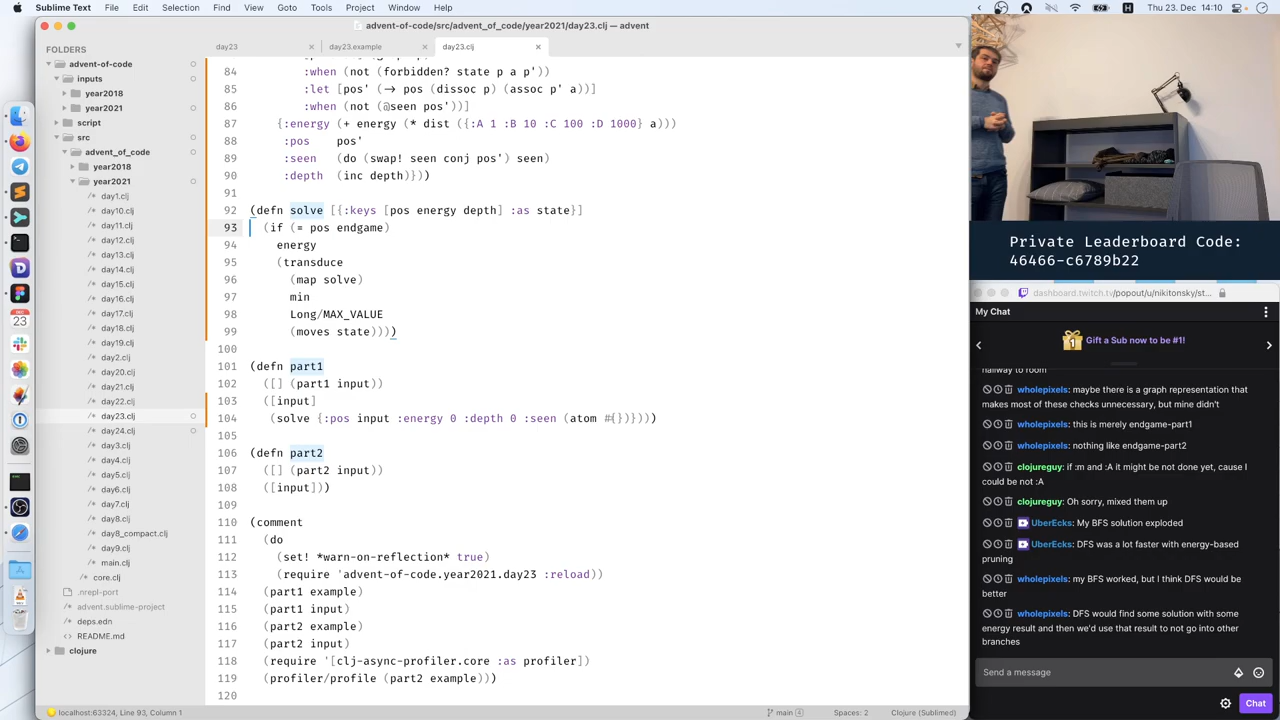 Sublime Text File Edit Selection Find View Goto Tools Project Window Help
Thu 23. Dec 14:10
advent-of-code/src/advent_of_code/year2021/day23.clj — advent
FOLDERS
advent-of-code
inputs
year2018
year2021
script
src
advent_of_code
year2018
year2021
day1.clj
day10.clj
day11.clj
day12.clj
day13.clj
day14.clj
day15.clj
day16.clj
day17.clj
day18.clj
day19.clj
day2.clj
day20.clj
day21.clj
day22.clj
day23.clj
day24.clj
day3.clj
day4.clj
day5.clj
day6.clj
day7.clj
day8.clj
day8_compact.clj
day9.clj
main.clj
core.clj
.nrepl-port
advent.sublime-project
deps.edn
README.md
clojure
DEC
23
day23
day23.example
day23.clj
84 :when (not (forbidden? state p a p'))
85 :let [pos' (-> pos (dissoc p) (assoc p' a))]
86 :when (not (@seen pos'))]
87 {:energy (+ energy (* dist ({:A 1 :B 10 :C 100 :D 1000} a)))
88 :pos pos'
89 :seen (do (swap! seen conj pos') seen)
90 :depth (inc depth)}))
91
92 (defn solve [{:keys [pos energy depth] :as state}]
93 (if (= pos endgame)
94 energy
95 (transduce
96 (map solve)
97 min
98 Long/MAX_VALUE
99 (moves state))))
100
101 (defn part1
102 ([] (part1 input))
103 ([input]
104 (solve {:pos input :energy 0 :depth 0 :seen (atom #{})})))
105
106 (defn part2
107 ([] (part2 input))
108 ([input]))
109
110 (comment
111 (do
112 (set! *warn-on-reflection* true)
113 (require 'advent-of-code.year2021.day23 :reload))
114 (part1 example)
115 (part1 input)
116 (part2 example)
117 (part2 input)
118 (require '[clj-async-profiler.core :as profiler])
119 (profiler/profile (part2 example)))
120
localhost:63324, Line 93, Column 1
main 4
Spaces: 2
Clojure (Sublimed)
Private Leaderboard Code:
46466-c6789b22
dashboard.twitch.tv/popout/u/nikitonsky/st...
My Chat
Gift a Sub now to be #1!
hallway to room
wholepixels: maybe there is a graph representation that
makes most of these checks unnecessary, but mine didn't
wholepixels: this is merely endgame-part1
wholepixels: nothing like endgame-part2
clojureguy: if :m and :A it might be not done yet, cause I
could be not :A
clojureguy: Oh sorry, mixed them up
UberEcks: My BFS solution exploded
UberEcks: DFS was a lot faster with energy-based
pruning
wholepixels: my BFS worked, but I think DFS would be
better
wholepixels: DFS would find some solution with some
energy result and then we'd use that result to not go into other
branches
Send a message
Chat